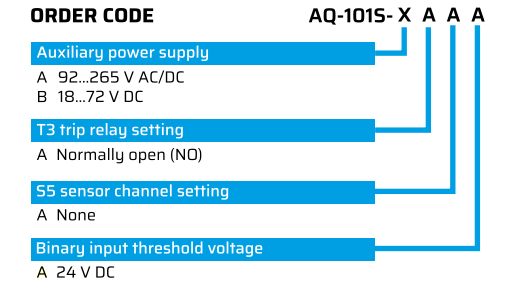 ORDER CODE AQ-101S- X A A A
Auxiliary power supply
A 92...265 V AC/DC
B 18...72 V DC
T3 trip relay setting
A Normally open (NO)
S5 sensor channel setting
A None
Binary input threshold voltage
A 24 V DC